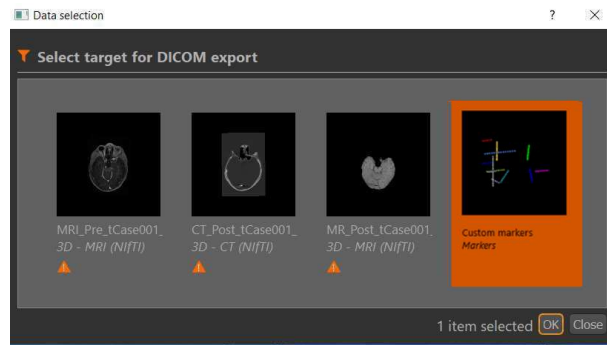 Data selection
?
Select target for DICOM export
MRI_Pre_tCase001_
3D - MRI (NIfTI)
CT_Post_tCase001_
3D - CT (NIfTI)
MR_Post_tCase001_
3D - MRI (NIfTI)
Custom markers
Markers
1 item selected
OK
Close